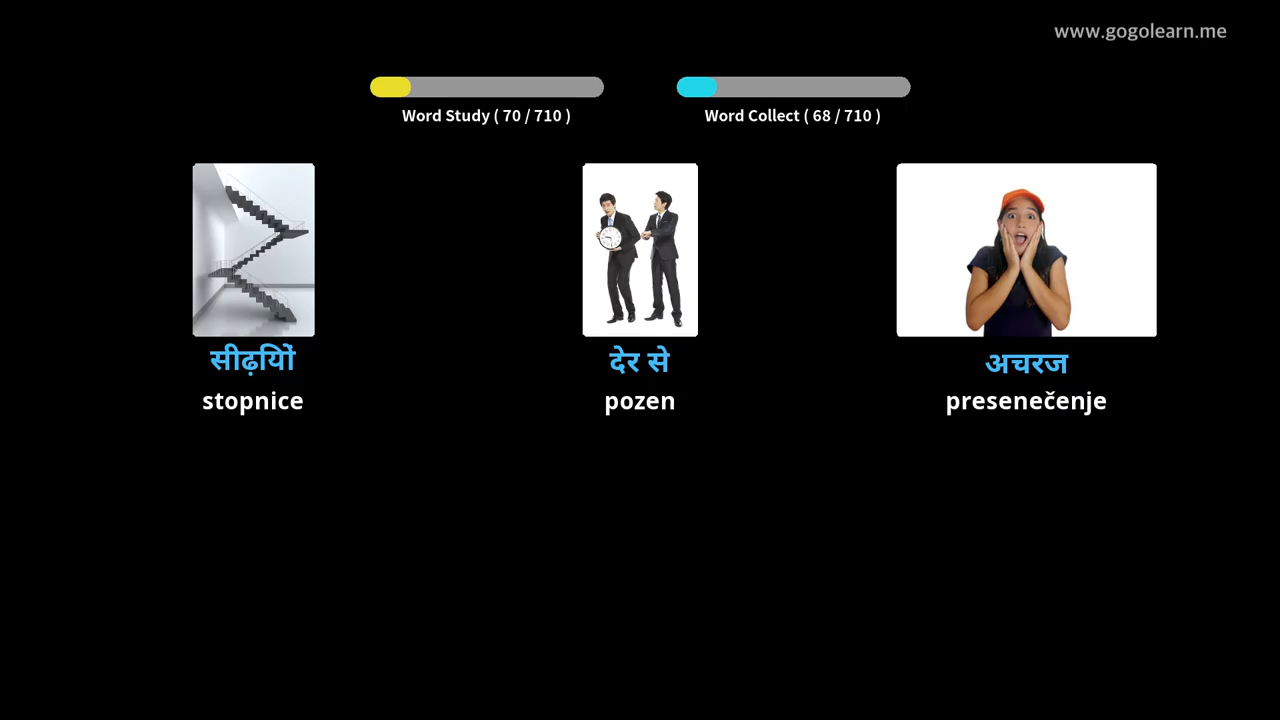 www.gogolearn.me
Word Study ( 70 / 710 )
Word Collect ( 68 / 710 )
सीढ़ियों
देर से
अचरज
stopnice
pozen
presenečenje